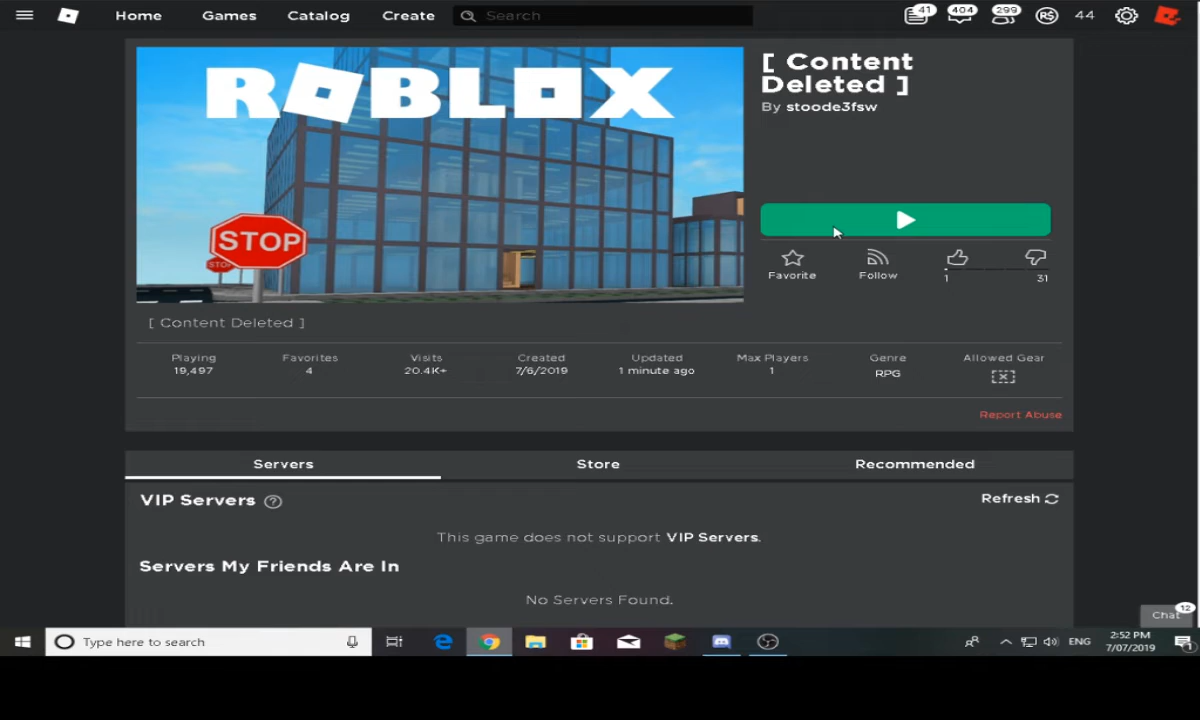 Home Games Catalog Create Search 41 404 299 R$ 44
ROBLOX
STOP
STOP
[ Content
Deleted ]
By stoode3fsw
Favorite Follow 1 31
[ Content Deleted ]
Playing Favorites Visits Created Updated Max Players Genre Allowed Gear
19,497 4 20.4K+ 7/6/2019 1 minute ago 1 RPG
Report Abuse
Servers Store Recommended
VIP Servers ? Refresh
This game does not support VIP Servers.
Servers My Friends Are In
No Servers Found.
Chat 12
Type here to search ENG 2:52 PM
7/07/2019 1